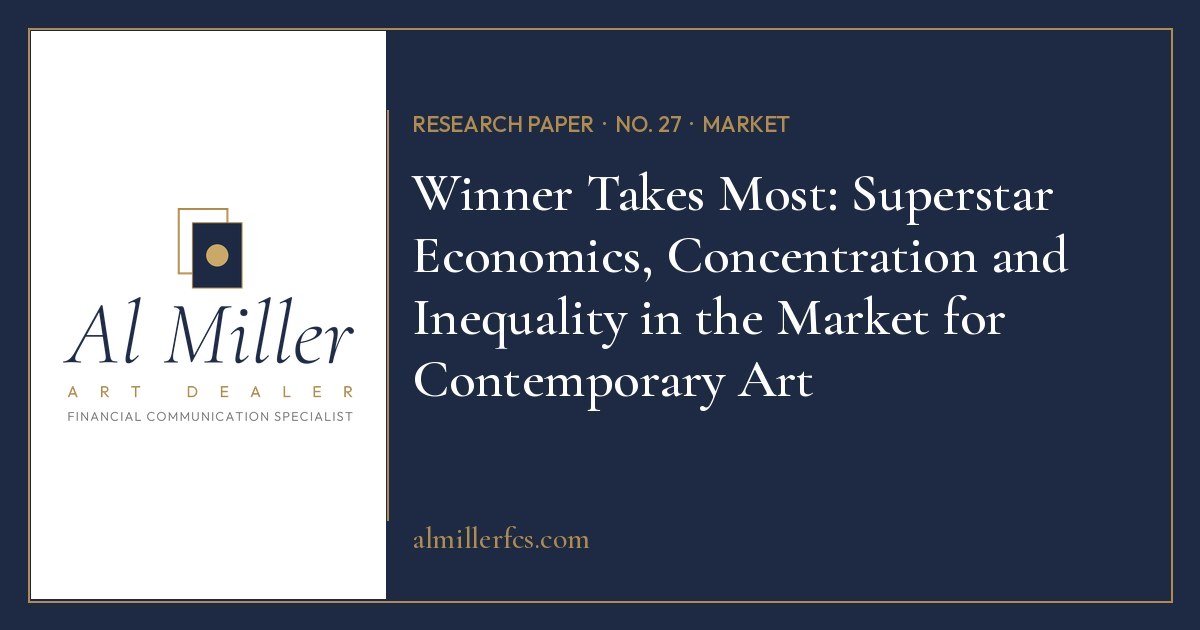 Al Miller
ART DEALER
FINANCIAL COMMUNICATION SPECIALIST
RESEARCH PAPER · NO. 27 · MARKET
Winner Takes Most: Superstar
Economics, Concentration and
Inequality in the Market for
Contemporary Art
almillerfcs.com